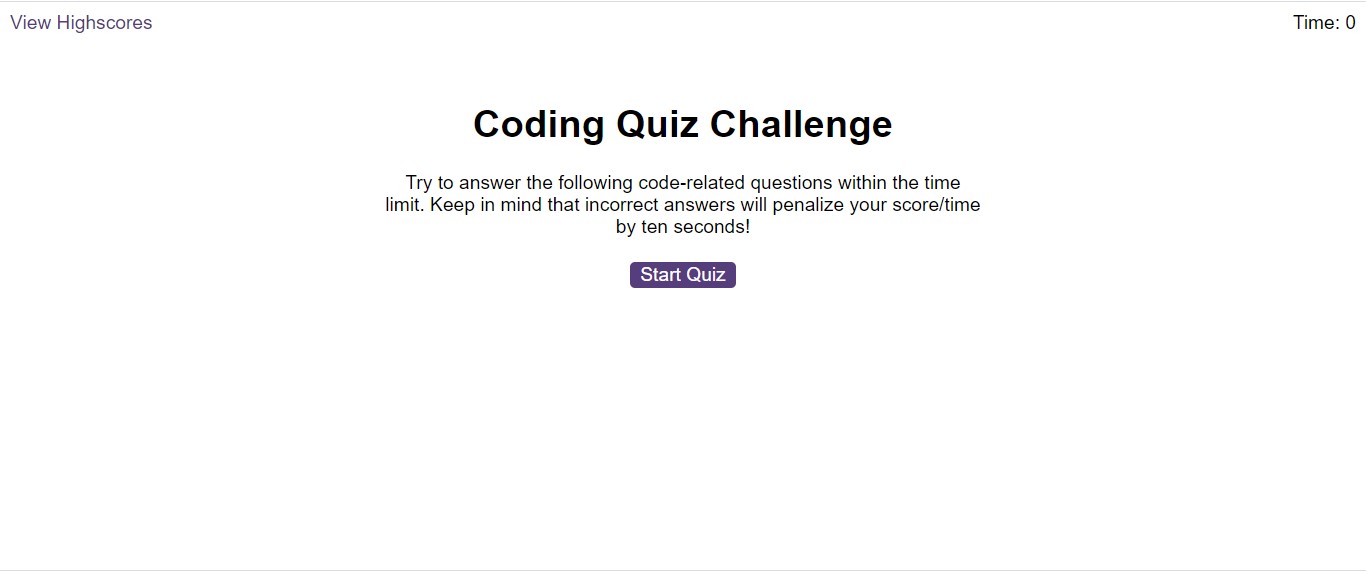 View Highscores
Time: 0
Coding Quiz Challenge
Try to answer the following code-related questions within the time
limit. Keep in mind that incorrect answers will penalize your score/time
by ten seconds!
Start Quiz